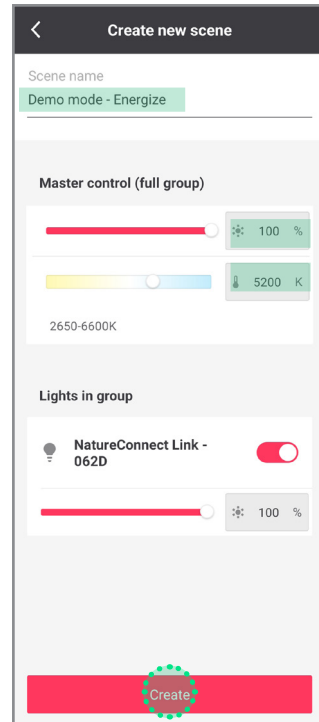 Create new scene
Scene name
Demo mode - Energize
Master control (full group)
100 %
5200 K
2650-6600K
Lights in group
NatureConnect Link -
062D
100 %
Create